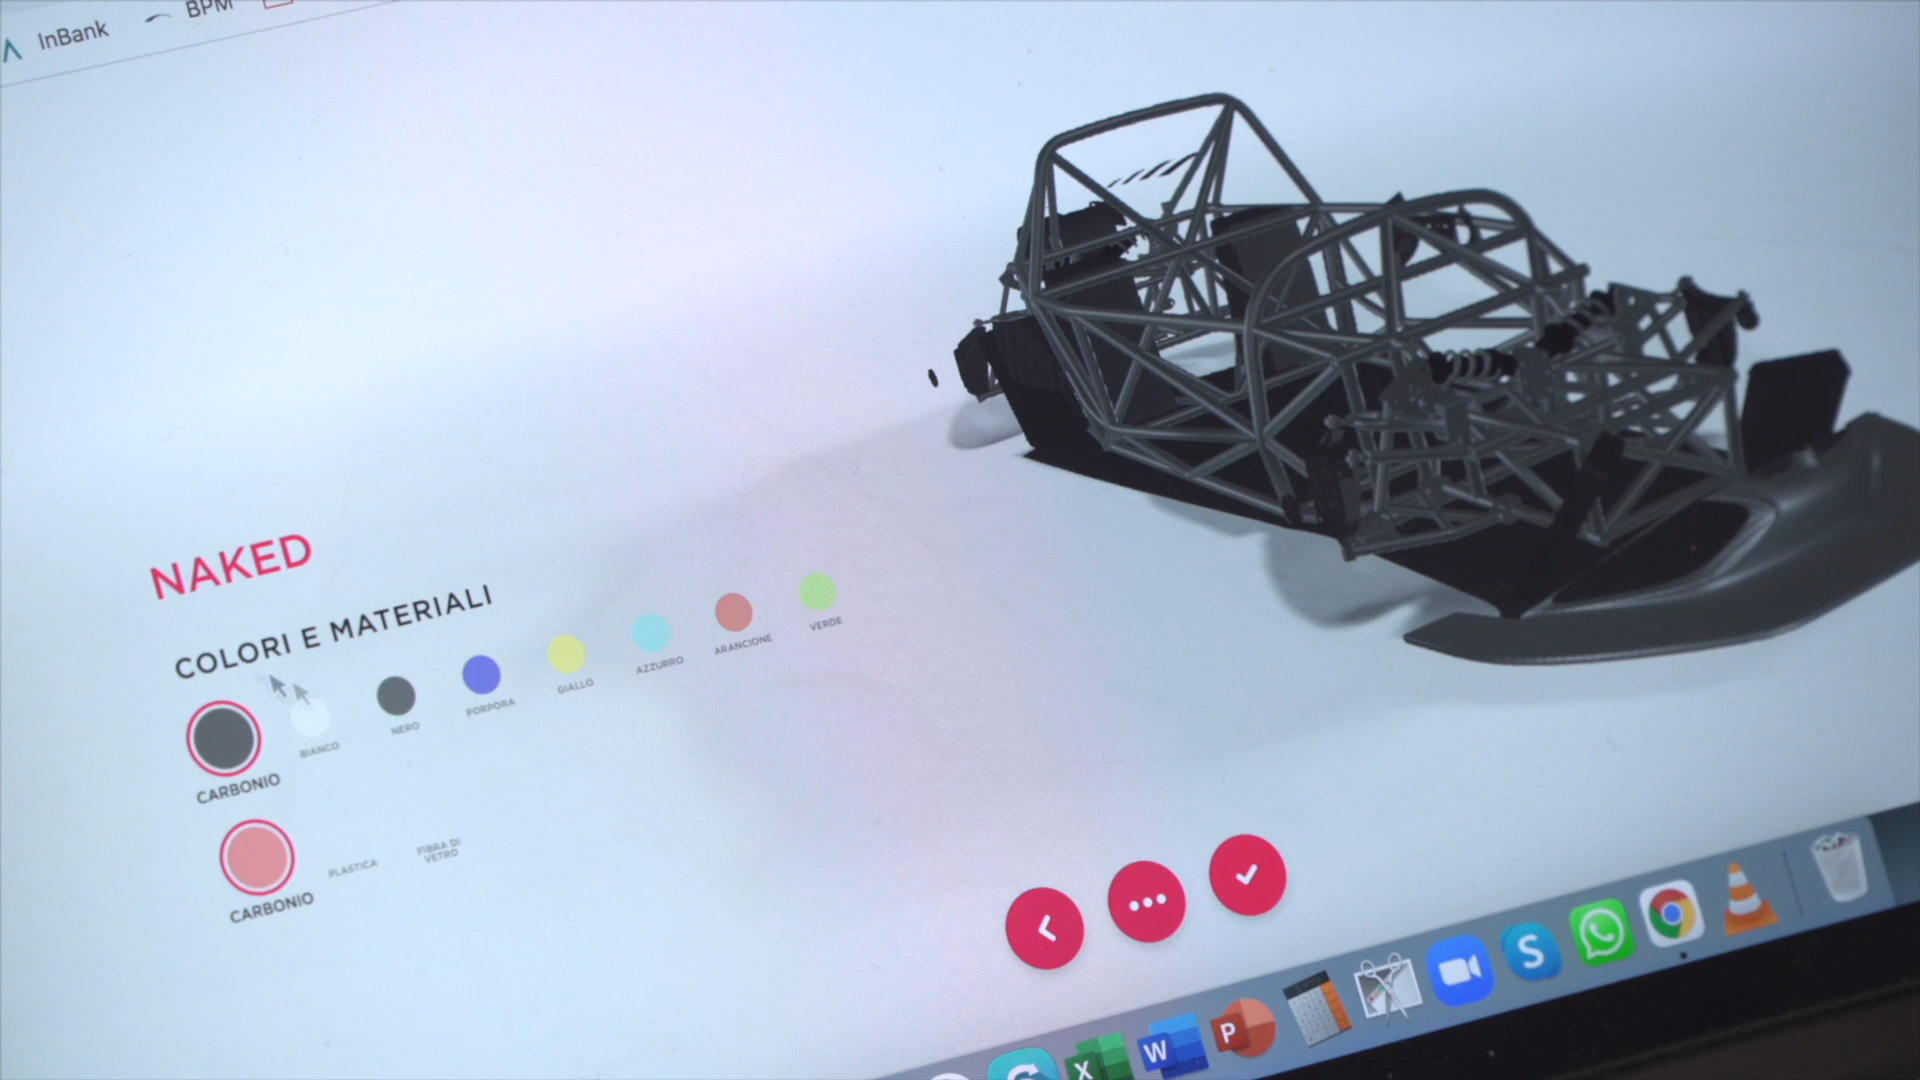 InBank
BPM
NAKED
COLORI E MATERIALI
CARBONIO
BIANCO
NERO
PORPORA
GIALLO
AZZURRO
ARANCIONE
VERDE
CARBONIO
PLASTICA
FIBRA DI
VETRO
X
W
P
S